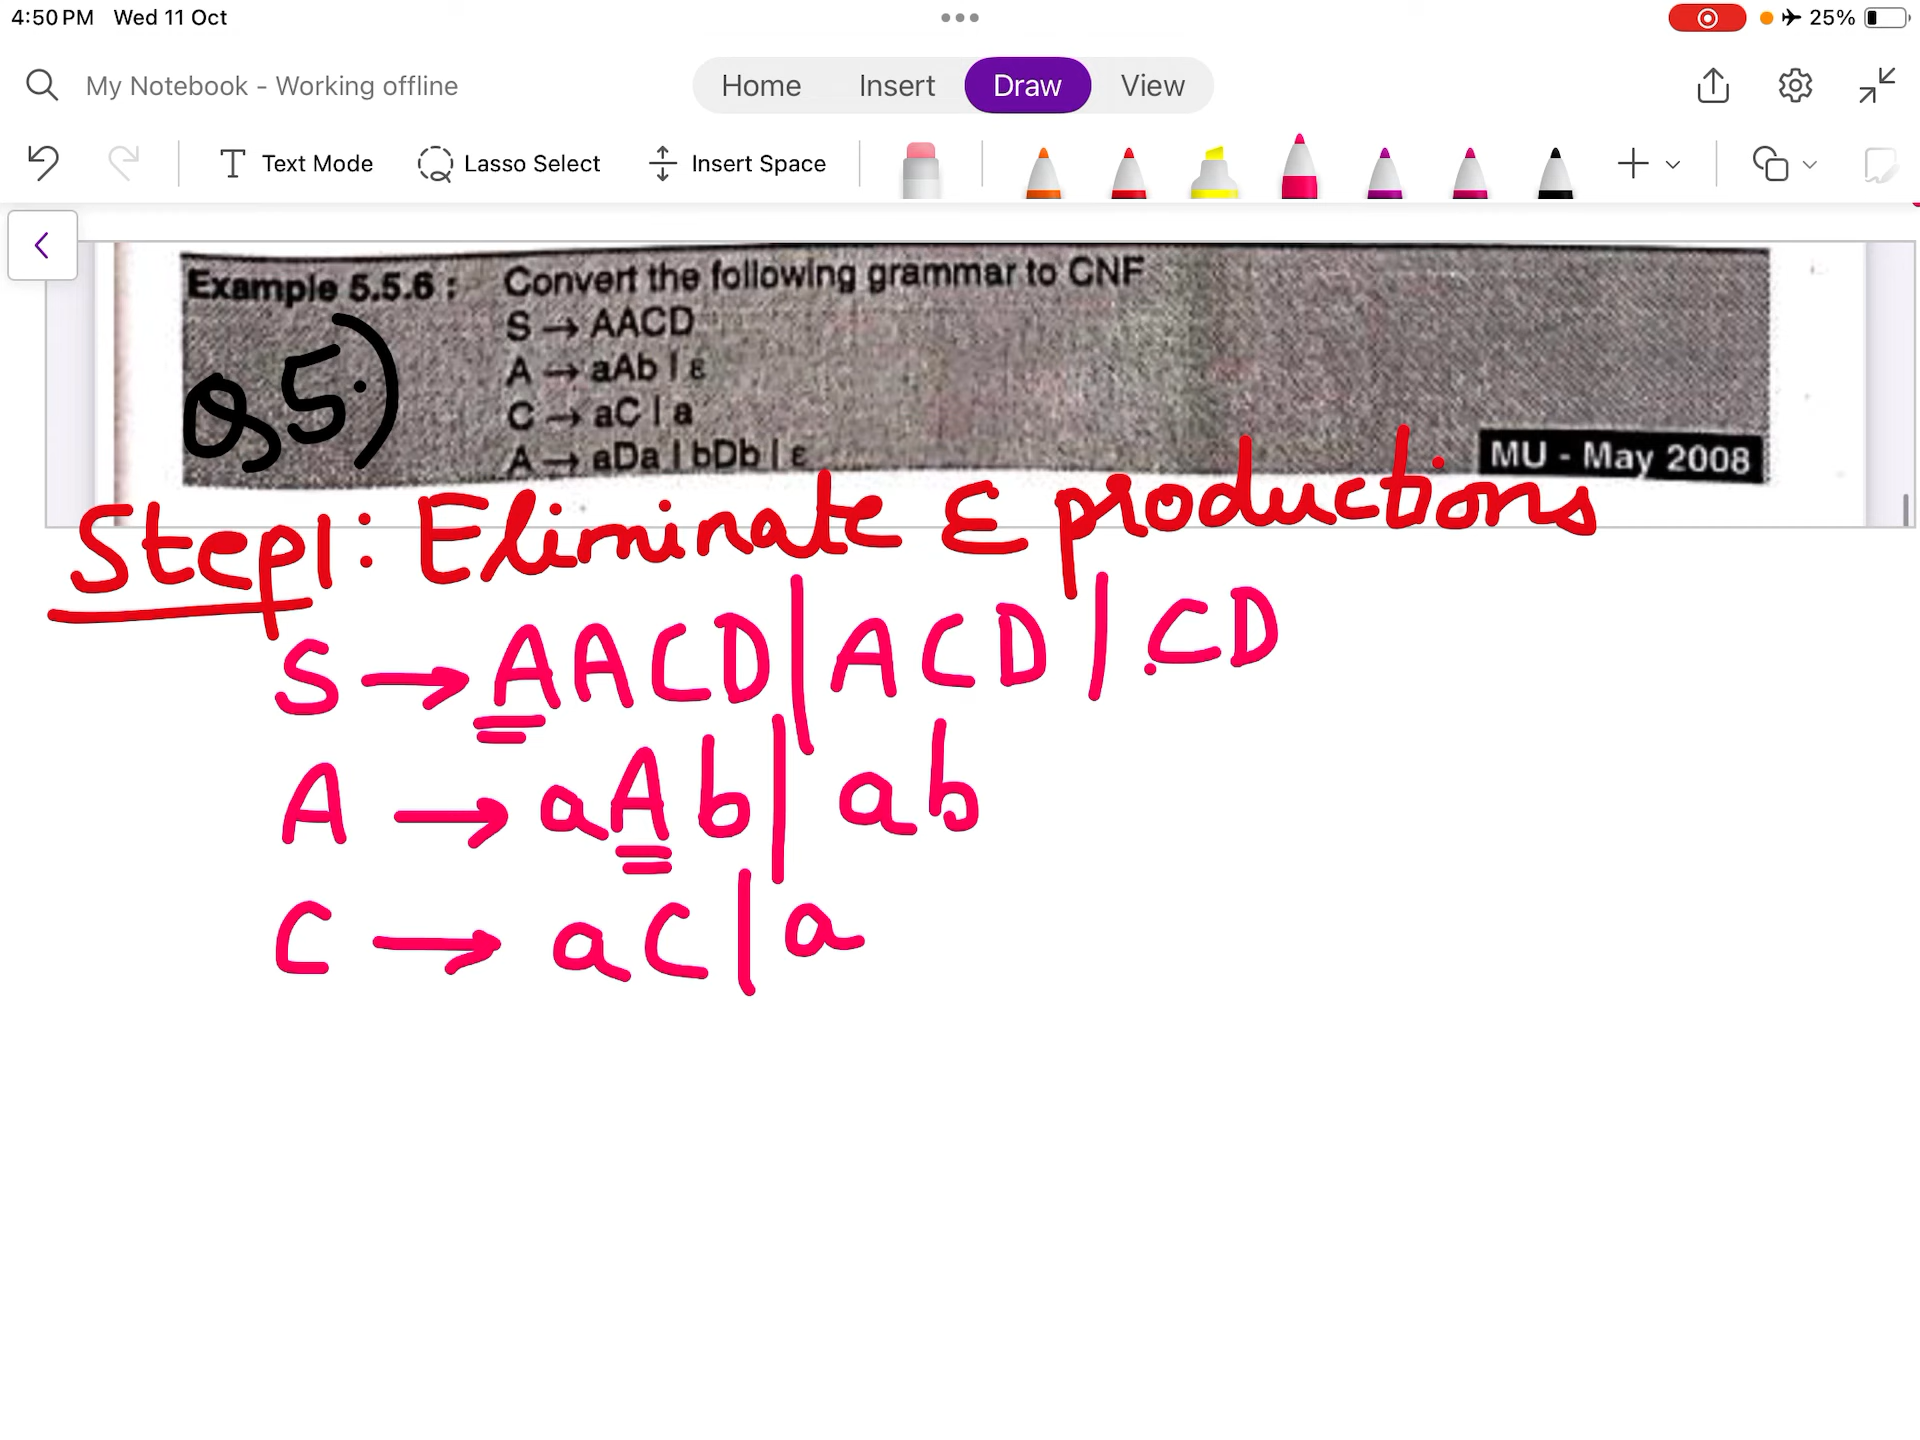 4:50 PM Wed 11 Oct
25%
My Notebook - Working offline
Home Insert Draw View
Text Mode Lasso Select Insert Space
Example 5.5.6 : Convert the following grammar to CNF
S → AACD
A → aAb | ε
C → aC | a
A → aDa | bDb | ε
Q5.)
MU - May 2008
Step1: Eliminate ε productions
S → AACD | ACD | CD
A → aAb | ab
C → aC | a